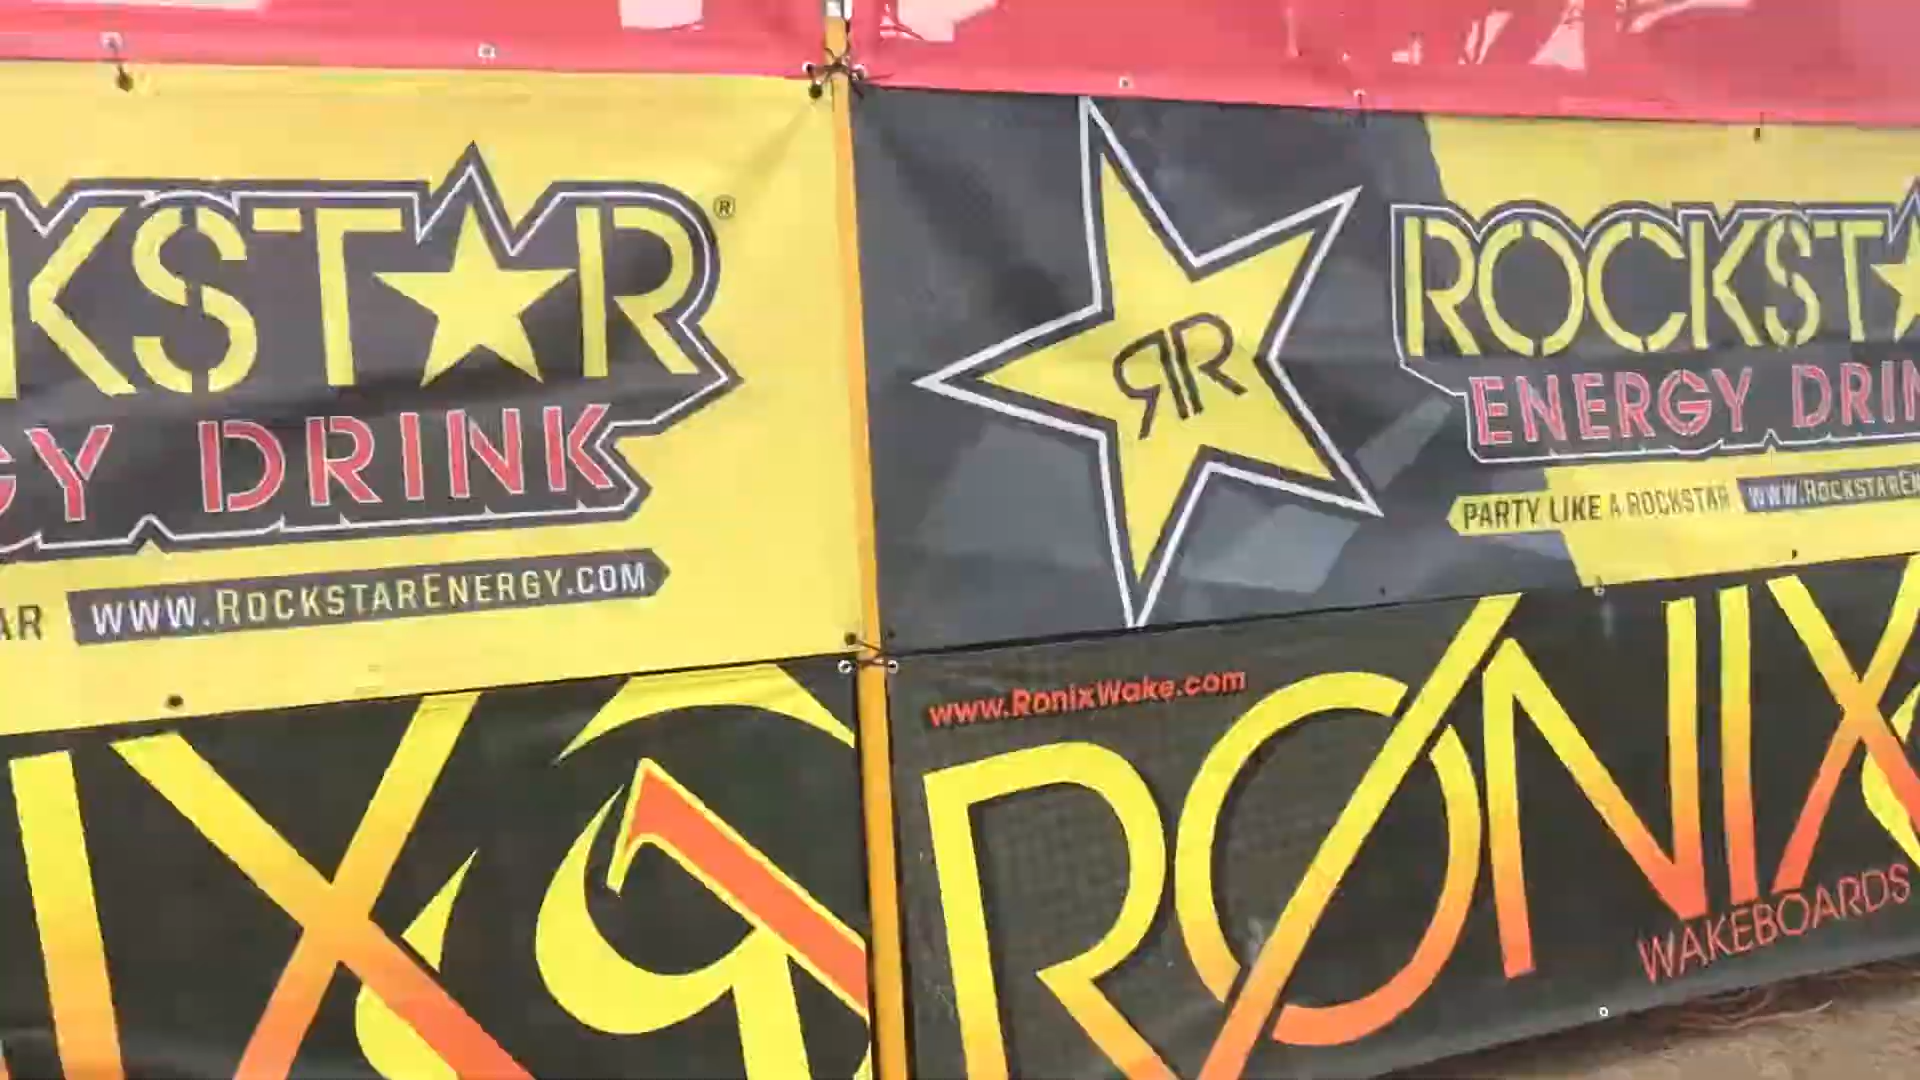 KSTAR®
GY DRINK
AR WWW.ROCKSTARENERGY.COM
IX
RR
ROCKSTA
ENERGY DRIN
PARTY LIKE A ROCKSTAR WWW.ROCKSTAREN
www.RonixWake.com
RONIX
WAKEBOARDS